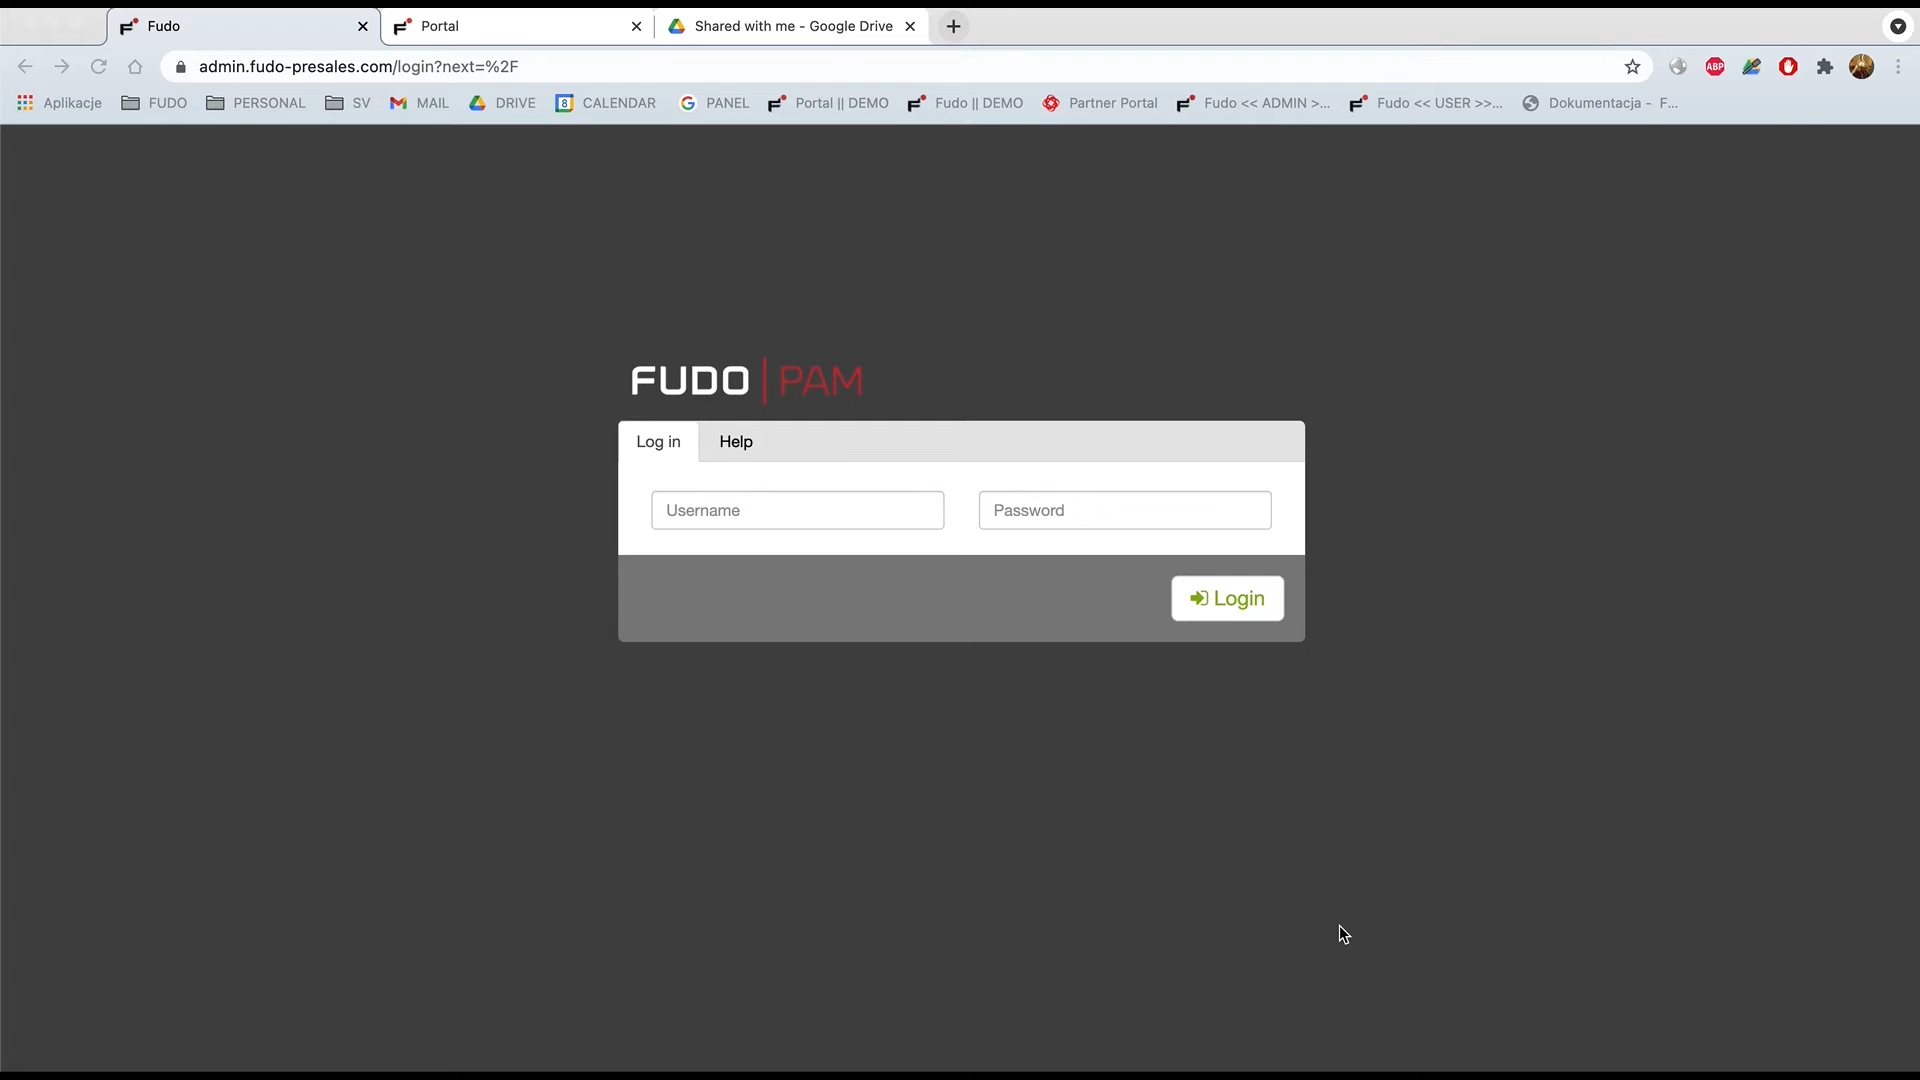 Fudo
Portal
Shared with me - Google Drive
admin.fudo-presales.com/login?next=%2F
ABP
Aplikacje
FUDO
PERSONAL
SV
MAIL
DRIVE
8
CALENDAR
PANEL
Portal || DEMO
Fudo || DEMO
Partner Portal
Fudo << ADMIN >...
Fudo << USER >>...
Dokumentacja - F...
FUDO | PAM
Log in
Help
Username
Password
Login